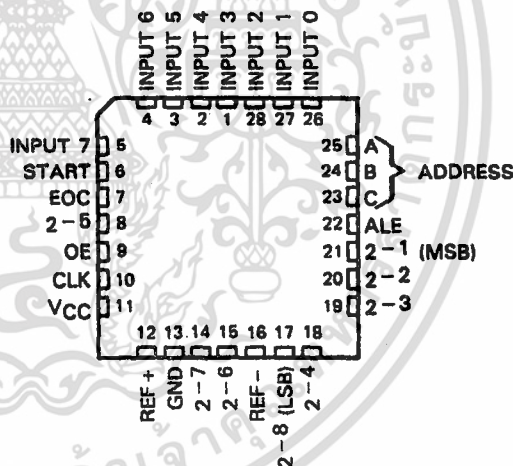 INPUT 6
INPUT 5
INPUT 4
INPUT 3
INPUT 2
INPUT 1
INPUT 0
4 3 2 1 28 27 26
INPUT 7 5
START 6
EOC 7
2-5 8
OE 9
CLK 10
VCC 11
25 A
24 B
23 C
ADDRESS
22 ALE
21 2-1 (MSB)
20 2-2
19 2-3
12 13 14 15 16 17 18
REF+
GND
2-7
2-6
REF-
2-8 (LSB)
2-4